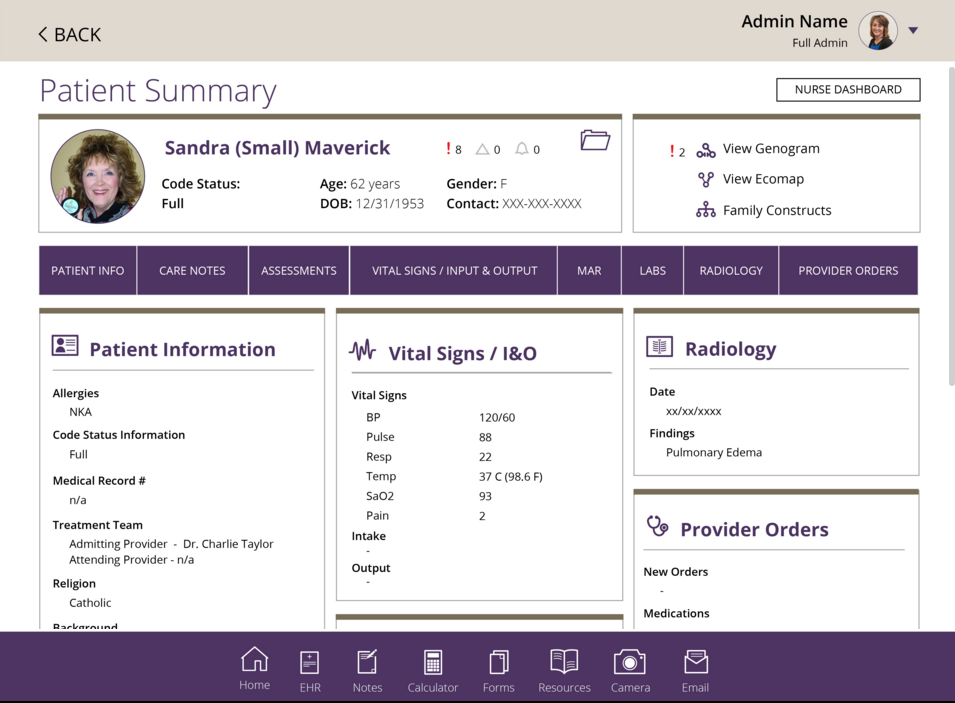 BACK
Admin Name
Full Admin
Patient Summary
NURSE DASHBOARD
Sandra (Small) Maverick
! 8 0 0
Code Status:
Full
Age: 62 years
DOB: 12/31/1953
Gender: F
Contact: XXX-XXX-XXXX
! 2
View Genogram
View Ecomap
Family Constructs
PATIENT INFO CARE NOTES ASSESSMENTS VITAL SIGNS / INPUT & OUTPUT MAR LABS RADIOLOGY PROVIDER ORDERS
Patient Information
Allergies
NKA
Code Status Information
Full
Medical Record #
n/a
Treatment Team
Admitting Provider - Dr. Charlie Taylor
Attending Provider - n/a
Religion
Catholic
Background
Vital Signs / I&O
Vital Signs
BP 120/60
Pulse 88
Resp 22
Temp 37 C (98.6 F)
SaO2 93
Pain 2
Intake
-
Output
-
Radiology
Date
xx/xx/xxxx
Findings
Pulmonary Edema
Provider Orders
New Orders
-
Medications
Home EHR Notes Calculator Forms Resources Camera Email